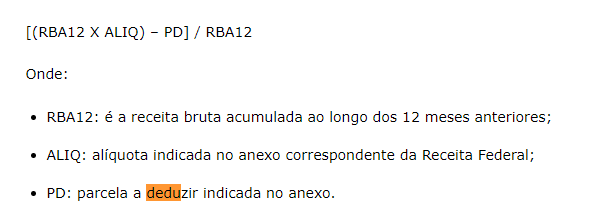 [(RBA12 X ALIQ) – PD] / RBA12
Onde:
• RBA12: é a receita bruta acumulada ao longo dos 12 meses anteriores;
• ALIQ: alíquota indicada no anexo correspondente da Receita Federal;
• PD: parcela a deduzir indicada no anexo.